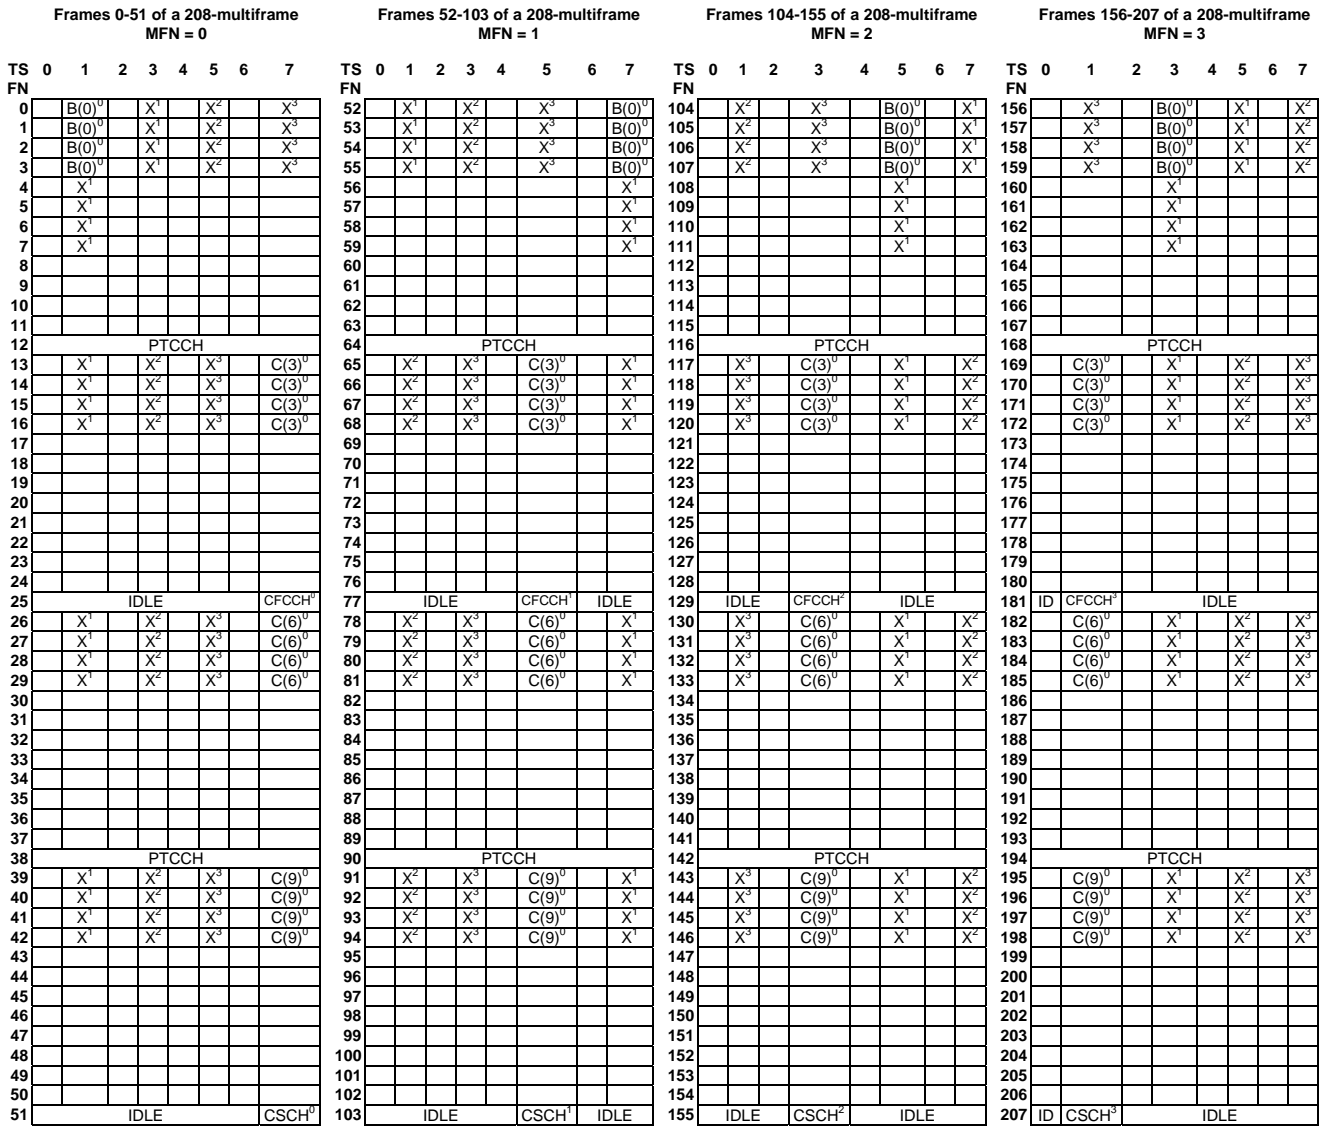 Frames 0-51 of a 208-multiframe Frames 52-103 of a 208-multiframe Frames 104-155 of a 208-multiframe Frames 156-207 of a 208-multiframe
MFN = 0 MFN = 1 MFN = 2 MFN = 3
TS 0 1 2 3 4 5 6 7 TS 0 1 2 3 4 5 6 7 TS 0 1 2 3 4 5 6 7 TS 0 1 2 3 4 5 6 7
FN FN FN FN
0 B(0)⁰ X¹ X² X³ 52 X¹ X² X³ B(0)⁰ 104 X² X³ B(0)⁰ X¹ 156 X³ B(0)⁰ X¹ X²
1 B(0)⁰ X¹ X² X³ 53 X¹ X² X³ B(0)⁰ 105 X² X³ B(0)⁰ X¹ 157 X³ B(0)⁰ X¹ X²
2 B(0)⁰ X¹ X² X³ 54 X¹ X² X³ B(0)⁰ 106 X² X³ B(0)⁰ X¹ 158 X³ B(0)⁰ X¹ X²
3 B(0)⁰ X¹ X² X³ 55 X¹ X² X³ B(0)⁰ 107 X² X³ B(0)⁰ X¹ 159 X³ B(0)⁰ X¹ X²
4 X¹ 56 X¹ 108 X¹ 160 X¹
5 X¹ 57 X¹ 109 X¹ 161 X¹
6 X¹ 58 X¹ 110 X¹ 162 X¹
7 X¹ 59 X¹ 111 X¹ 163 X¹
8 60 112 164
9 61 113 165
10 62 114 166
11 63 115 167
12 PTCCH 64 PTCCH 116 PTCCH 168 PTCCH
13 X¹ X² X³ C(3)⁰ 65 X² X³ C(3)⁰ X¹ 117 X³ C(3)⁰ X¹ X² 169 C(3)⁰ X¹ X² X³
14 X¹ X² X³ C(3)⁰ 66 X² X³ C(3)⁰ X¹ 118 X³ C(3)⁰ X¹ X² 170 C(3)⁰ X¹ X² X³
15 X¹ X² X³ C(3)⁰ 67 X² X³ C(3)⁰ X¹ 119 X³ C(3)⁰ X¹ X² 171 C(3)⁰ X¹ X² X³
16 X¹ X² X³ C(3)⁰ 68 X² X³ C(3)⁰ X¹ 120 X³ C(3)⁰ X¹ X² 172 C(3)⁰ X¹ X² X³
17 69 121 173
18 70 122 174
19 71 123 175
20 72 124 176
21 73 125 177
22 74 126 178
23 75 127 179
24 76 128 180
25 IDLE CFCCH⁰ 77 IDLE CFCCH¹ IDLE 129 IDLE CFCCH² IDLE 181 ID CFCCH³ IDLE
26 X¹ X² X³ C(6)⁰ 78 X² X³ C(6)⁰ X¹ 130 X³ C(6)⁰ X¹ X² 182 C(6)⁰ X¹ X² X³
27 X¹ X² X³ C(6)⁰ 79 X² X³ C(6)⁰ X¹ 131 X³ C(6)⁰ X¹ X² 183 C(6)⁰ X¹ X² X³
28 X¹ X² X³ C(6)⁰ 80 X² X³ C(6)⁰ X¹ 132 X³ C(6)⁰ X¹ X² 184 C(6)⁰ X¹ X² X³
29 X¹ X² X³ C(6)⁰ 81 X² X³ C(6)⁰ X¹ 133 X³ C(6)⁰ X¹ X² 185 C(6)⁰ X¹ X² X³
30 82 134 186
31 83 135 187
32 84 136 188
33 85 137 189
34 86 138 190
35 87 139 191
36 88 140 192
37 89 141 193
38 PTCCH 90 PTCCH 142 PTCCH 194 PTCCH
39 X¹ X² X³ C(9)⁰ 91 X² X³ C(9)⁰ X¹ 143 X³ C(9)⁰ X¹ X² 195 C(9)⁰ X¹ X² X³
40 X¹ X² X³ C(9)⁰ 92 X² X³ C(9)⁰ X¹ 144 X³ C(9)⁰ X¹ X² 196 C(9)⁰ X¹ X² X³
41 X¹ X² X³ C(9)⁰ 93 X² X³ C(9)⁰ X¹ 145 X³ C(9)⁰ X¹ X² 197 C(9)⁰ X¹ X² X³
42 X¹ X² X³ C(9)⁰ 94 X² X³ C(9)⁰ X¹ 146 X³ C(9)⁰ X¹ X² 198 C(9)⁰ X¹ X² X³
43 95 147 199
44 96 148 200
45 97 149 201
46 98 150 202
47 99 151 203
48 100 152 204
49 101 153 205
50 102 154 206
51 IDLE CSCH⁰ 103 IDLE CSCH¹ IDLE 155 IDLE CSCH² IDLE 207 ID CSCH³ IDLE